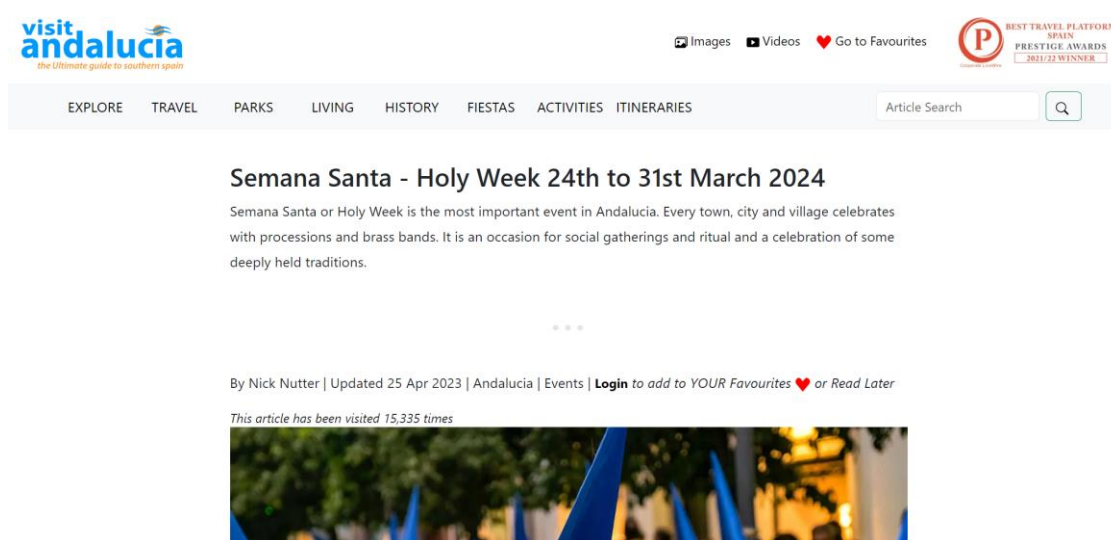 visit
andalucia
the Ultimate guide to southern spain
Images Videos Go to Favourites
P
BEST TRAVEL PLATFORM
SPAIN
PRESTIGE AWARDS
2021/22 WINNER
EXPLORE TRAVEL PARKS LIVING HISTORY FIESTAS ACTIVITIES ITINERARIES Article Search
Semana Santa - Holy Week 24th to 31st March 2024
Semana Santa or Holy Week is the most important event in Andalucia. Every town, city and village celebrates
with processions and brass bands. It is an occasion for social gatherings and ritual and a celebration of some
deeply held traditions.
By Nick Nutter | Updated 25 Apr 2023 | Andalucia | Events | Login to add to YOUR Favourites or Read Later
This article has been visited 15,335 times